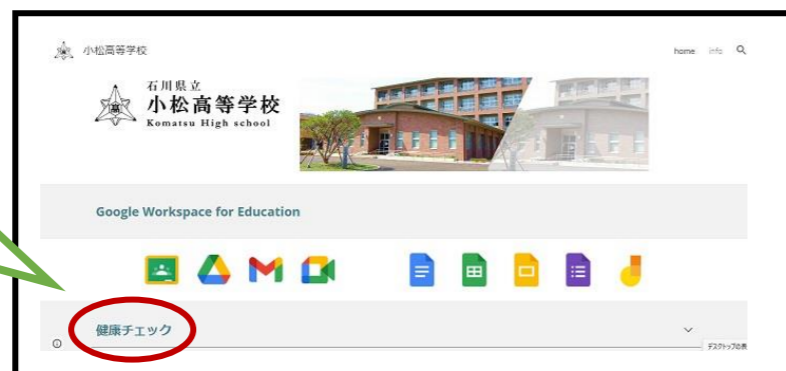 小松高等学校
home info
石川県立
小松高等学校
Komatsu High school
Google Workspace for Education
健康チェック
デスクトップの表